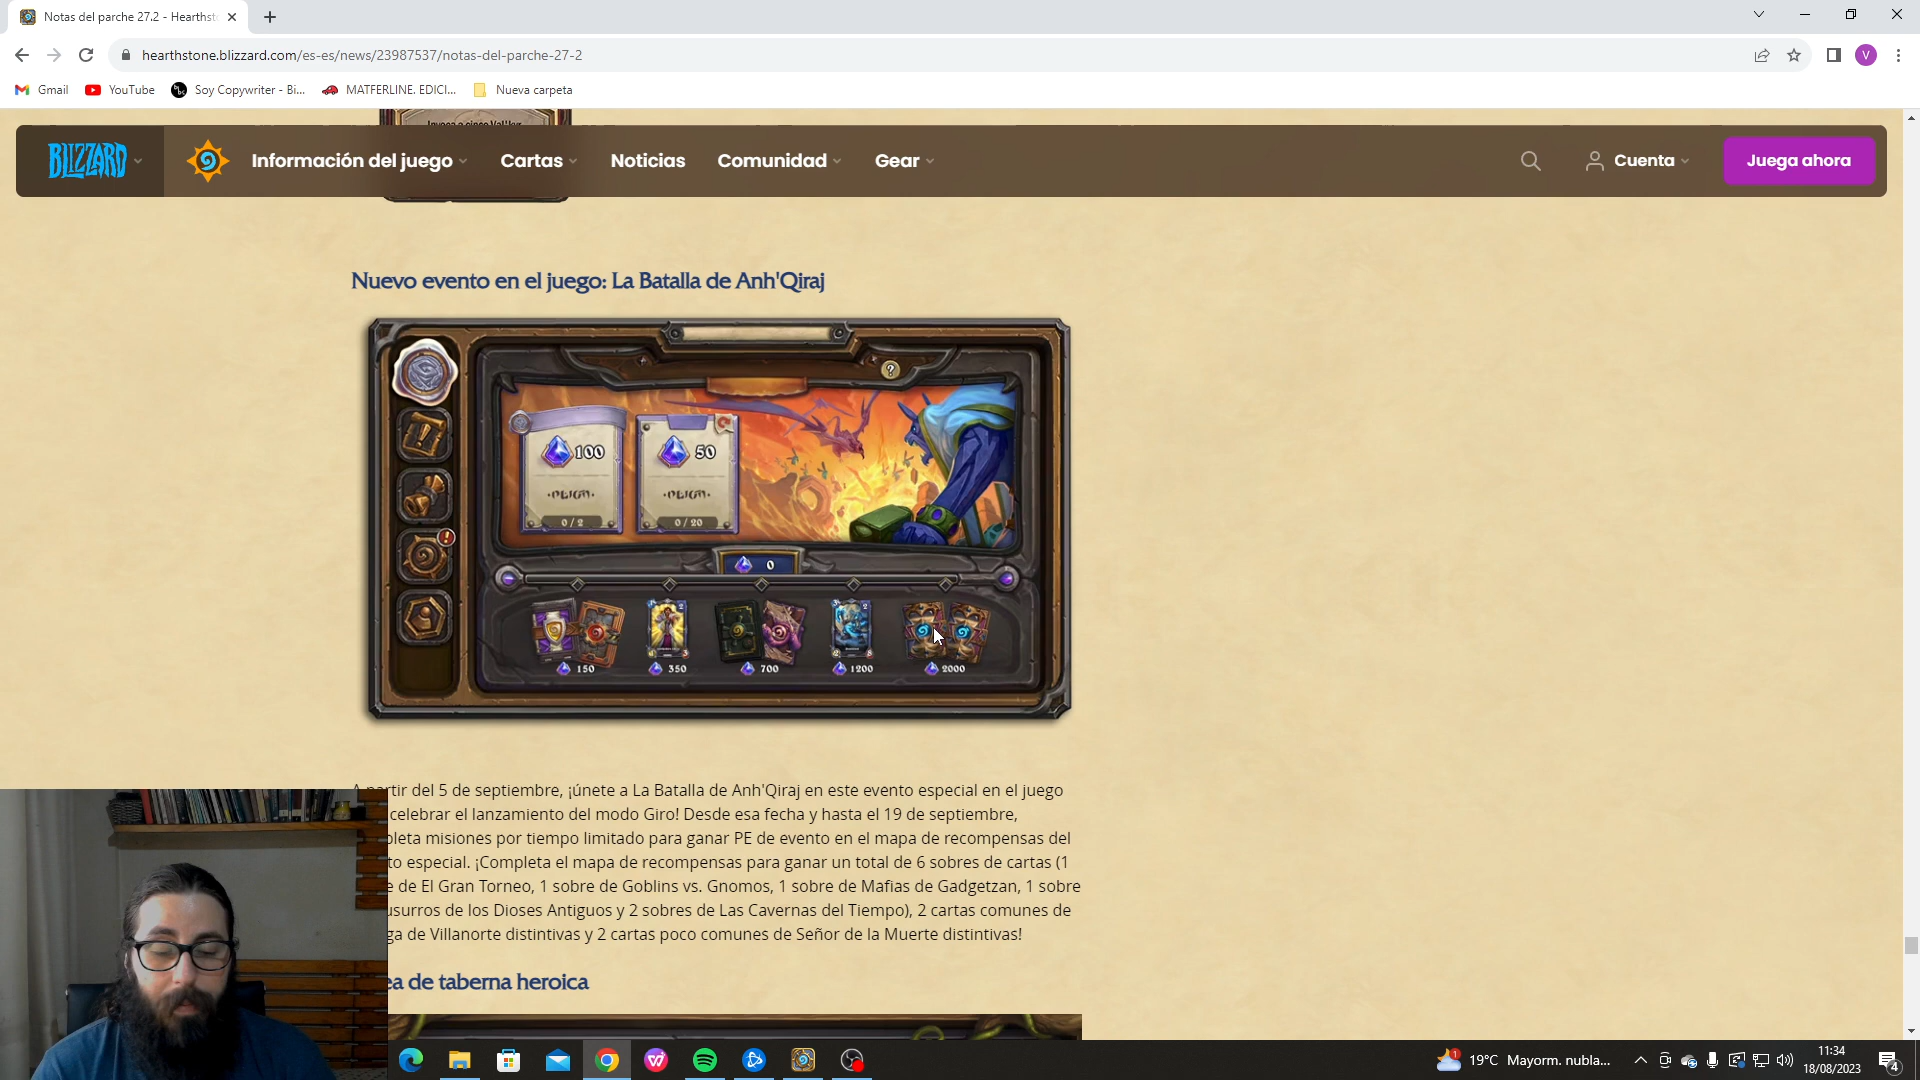 Notas del parche 27.2 - Hearthst
hearthstone.blizzard.com/es-es/news/23987537/notas-del-parche-27-2
V
Gmail
YouTube
Soy Copywriter - Bi...
MATFERLINE. EDICI...
Nueva carpeta
BLIZZARD
Información del juego
Cartas
Noticias
Comunidad
Gear
Cuenta
Juega ahora
Nuevo evento en el juego: La Batalla de Anh'Qiraj
?
100
50
0 / 2
0 / 20
!
0
2
2
150
350
700
1200
2000
partir del 5 de septiembre, ¡únete a La Batalla de Anh'Qiraj en este evento especial en el juego
celebrar el lanzamiento del modo Giro! Desde esa fecha y hasta el 19 de septiembre,
pleta misiones por tiempo limitado para ganar PE de evento en el mapa de recompensas del
to especial. ¡Completa el mapa de recompensas para ganar un total de 6 sobres de cartas (1
e de El Gran Torneo, 1 sobre de Goblins vs. Gnomos, 1 sobre de Mafias de Gadgetzan, 1 sobre
usurros de los Dioses Antiguos y 2 sobres de Las Cavernas del Tiempo), 2 cartas comunes de
ga de Villanorte distintivas y 2 cartas poco comunes de Señor de la Muerte distintivas!
ea de taberna heroica
1
19°C
Mayorm. nubla...
11:34
18/08/2023
4